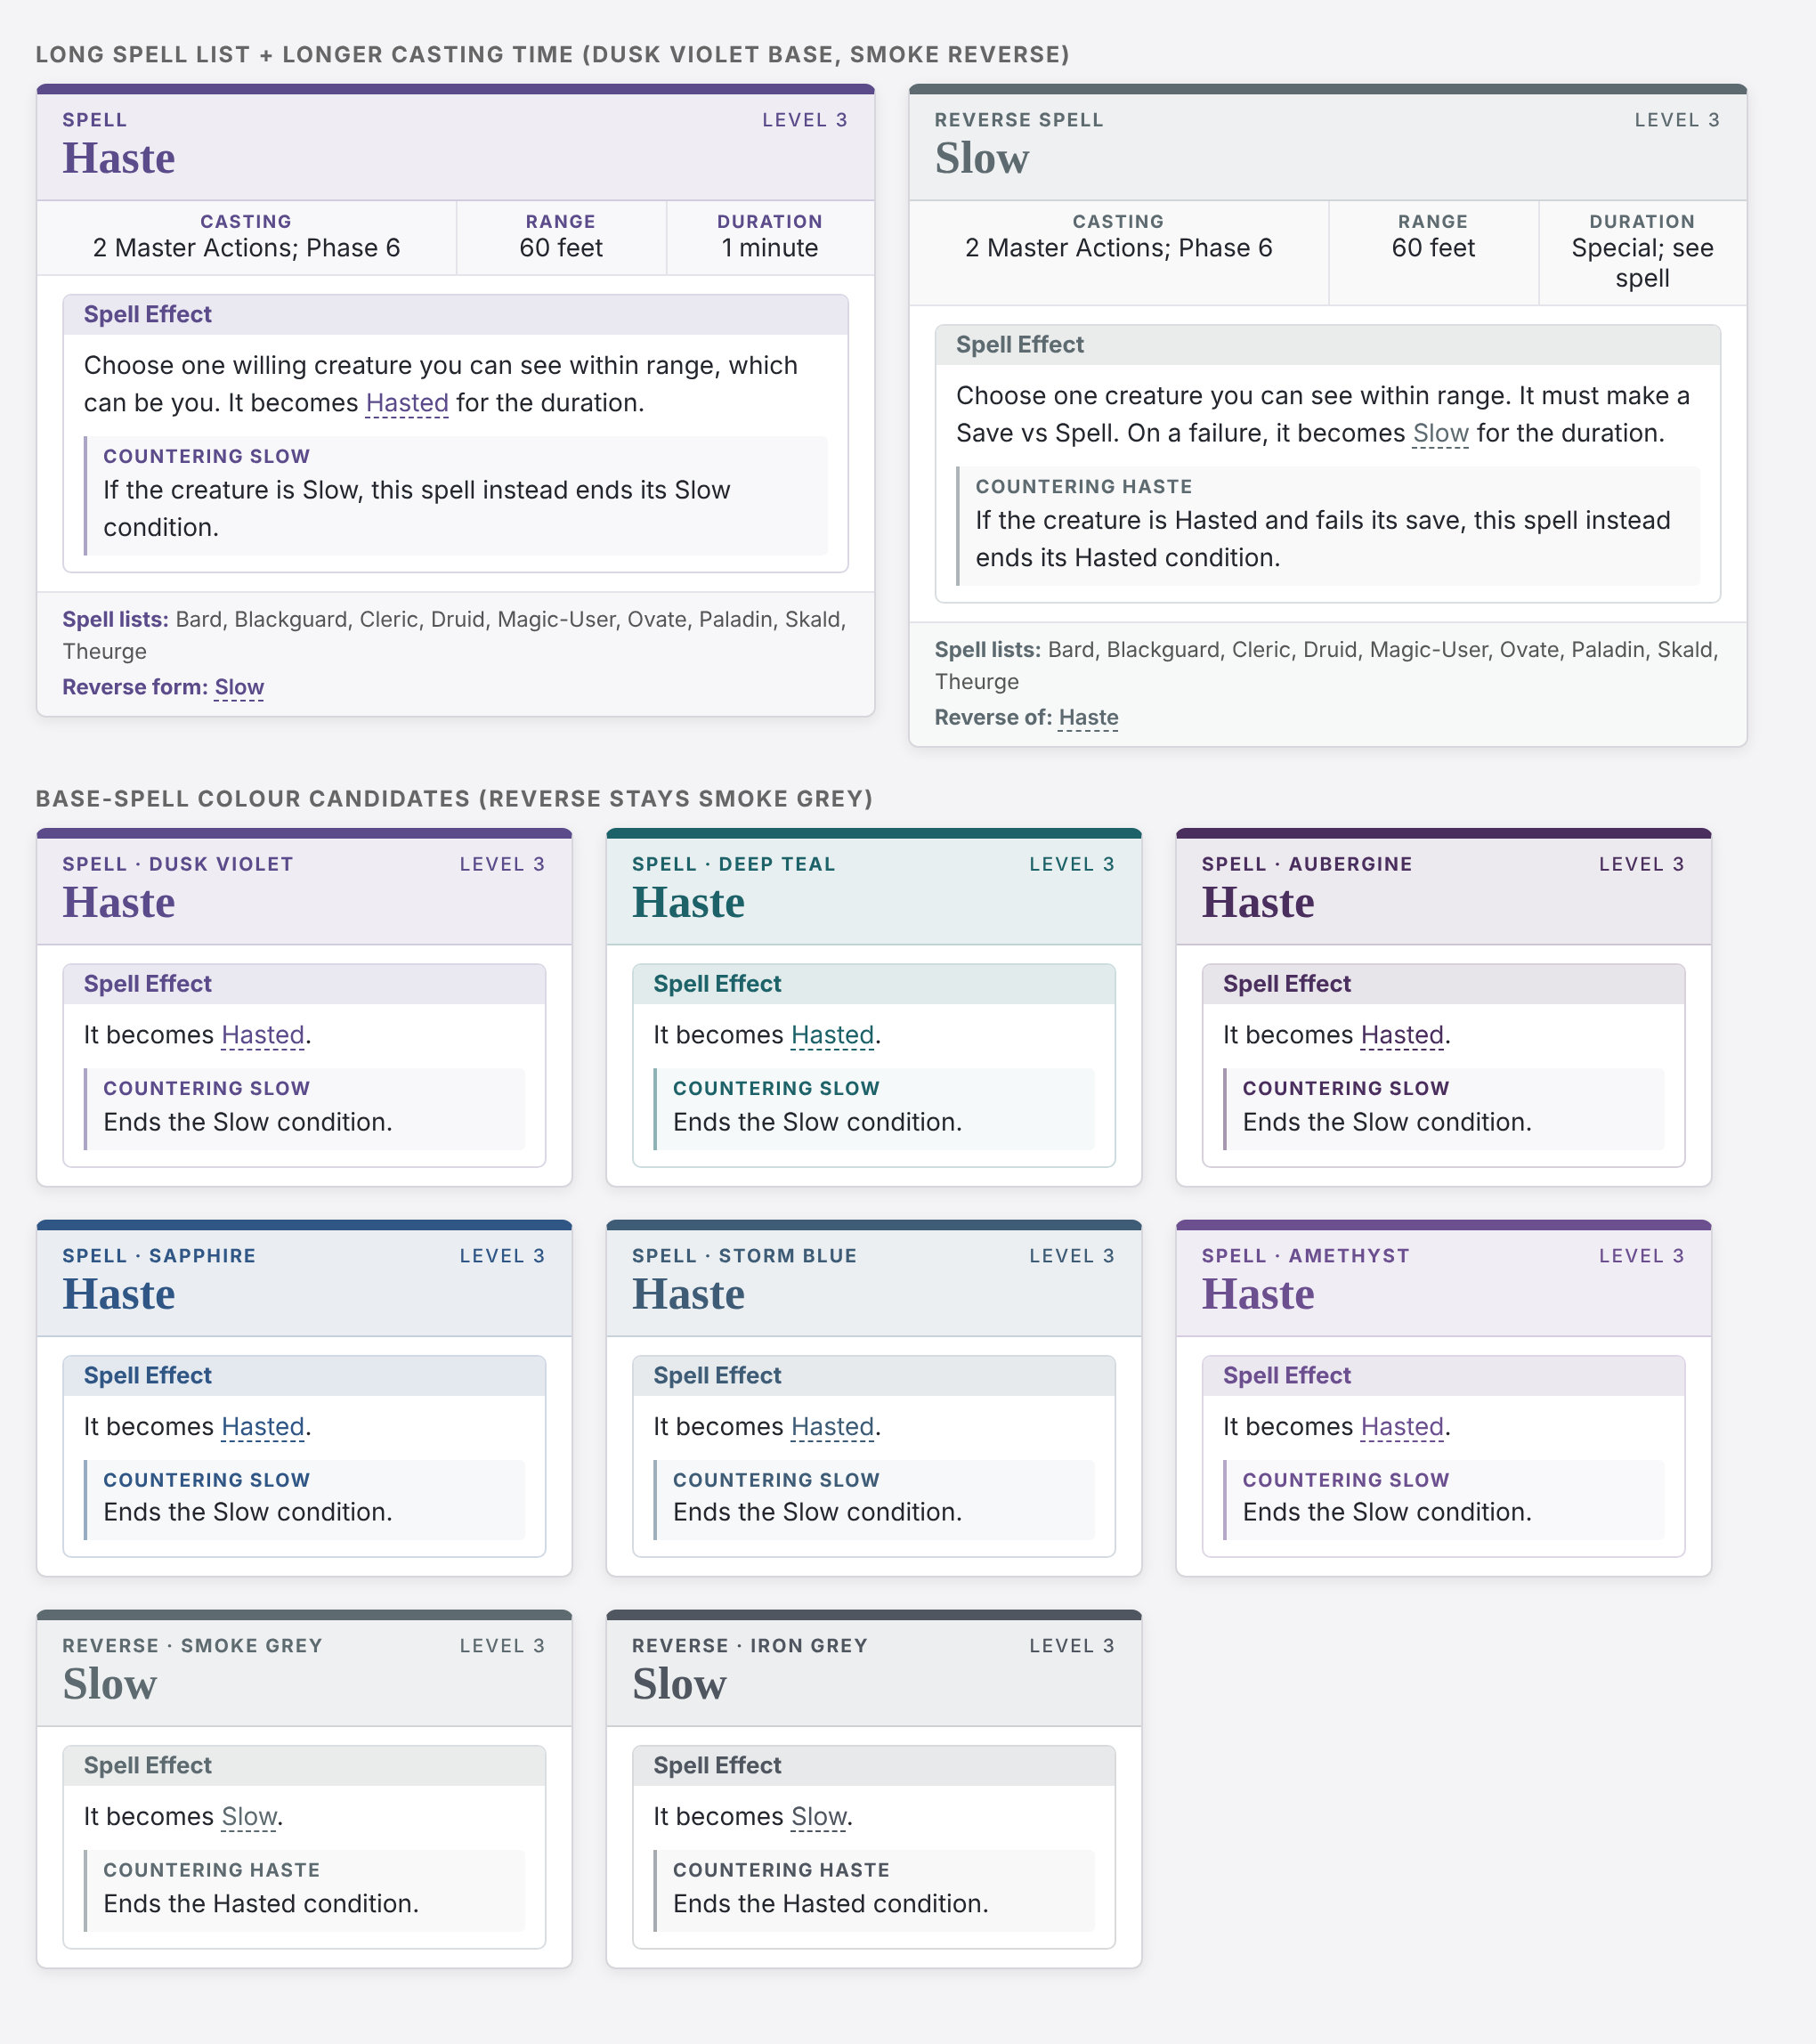 LONG SPELL LIST + LONGER CASTING TIME (DUSK VIOLET BASE, SMOKE REVERSE)
SPELL
LEVEL 3
Haste
CASTING
2 Master Actions; Phase 6
RANGE
60 feet
DURATION
1 minute
Spell Effect
Choose one willing creature you can see within range, which
can be you. It becomes Hasted for the duration.
COUNTERING SLOW
If the creature is Slow, this spell instead ends its Slow
condition.
Spell lists: Bard, Blackguard, Cleric, Druid, Magic-User, Ovate, Paladin, Skald,
Theurge
Reverse form: Slow
REVERSE SPELL
LEVEL 3
Slow
CASTING
2 Master Actions; Phase 6
RANGE
60 feet
DURATION
Special; see
spell
Spell Effect
Choose one creature you can see within range. It must make a
Save vs Spell. On a failure, it becomes Slow for the duration.
COUNTERING HASTE
If the creature is Hasted and fails its save, this spell instead
ends its Hasted condition.
Spell lists: Bard, Blackguard, Cleric, Druid, Magic-User, Ovate, Paladin, Skald,
Theurge
Reverse of: Haste
BASE-SPELL COLOUR CANDIDATES (REVERSE STAYS SMOKE GREY)
SPELL · DUSK VIOLET
LEVEL 3
Haste
Spell Effect
It becomes Hasted.
COUNTERING SLOW
Ends the Slow condition.
SPELL · DEEP TEAL
LEVEL 3
Haste
Spell Effect
It becomes Hasted.
COUNTERING SLOW
Ends the Slow condition.
SPELL · AUBERGINE
LEVEL 3
Haste
Spell Effect
It becomes Hasted.
COUNTERING SLOW
Ends the Slow condition.
SPELL · SAPPHIRE
LEVEL 3
Haste
Spell Effect
It becomes Hasted.
COUNTERING SLOW
Ends the Slow condition.
SPELL · STORM BLUE
LEVEL 3
Haste
Spell Effect
It becomes Hasted.
COUNTERING SLOW
Ends the Slow condition.
SPELL · AMETHYST
LEVEL 3
Haste
Spell Effect
It becomes Hasted.
COUNTERING SLOW
Ends the Slow condition.
REVERSE · SMOKE GREY
LEVEL 3
Slow
Spell Effect
It becomes Slow.
COUNTERING HASTE
Ends the Hasted condition.
REVERSE · IRON GREY
LEVEL 3
Slow
Spell Effect
It becomes Slow.
COUNTERING HASTE
Ends the Hasted condition.